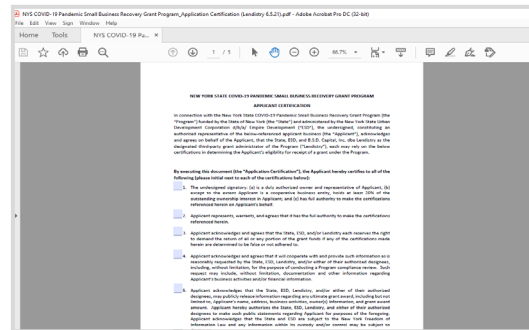 NYS COVID-19 Pandemic Small Business Recovery Grant Program_Application Certification (Lendistry 6.5.21).pdf - Adobe Acrobat Pro DC (32-bit)
File Edit View Sign Window Help
Home Tools NYS COVID-19 Pa... ×
1 / 5 66.7%
NEW YORK STATE COVID-19 PANDEMIC SMALL BUSINESS RECOVERY GRANT PROGRAM
APPLICANT CERTIFICATION
In connection with the New York State COVID-19 Pandemic Small Business Recovery Grant Program (the
"Program") funded by the State of New York (the "State") and administered by the New York State Urban
Development Corporation d/b/a/ Empire Development ("ESD"), the undersigned, constituting an
authorized representative of the below-referenced applicant business (the "Applicant"), acknowledges
and agrees on behalf of the Applicant, that the State, ESD, and B.S.D. Capital, Inc. dba Lendistry as the
designated third-party grant administrator of the Program ("Lendistry"), each may rely on the below
certifications in determining the Applicant's eligibility for receipt of a grant under the Program.
By executing this document (the "Application Certification"), the Applicant hereby certifies to all of the
following (please initial next to each of the certifications below):
1. The undersigned signatory: (a) is a duly authorized owner and representative of Applicant, (b)
except to the extent Applicant is a cooperative business entity, holds at least 20% of the
outstanding ownership interest in Applicant; and (c) has full authority to make the certifications
referenced herein on Applicant's behalf
2. Applicant represents, warrants, and agrees that it has the full authority to make the certifications
referenced herein.
3. Applicant acknowledges and agrees that the State, ESD, and/or Lendistry each reserves the right
to demand the return of all or any portion of the grant funds if any of the certifications made
herein are determined to be false or not adhered to.
4. Applicant acknowledges and agrees that it will cooperate with and provide such information as is
reasonably requested by the State, ESD, Lendistry, and/or either of their authorized designees,
including, without limitation, for the purpose of conducting a Program compliance review. Such
request may include, without limitation, documentation and other information regarding
Applicant's business activities and/or financial information.
5. Applicant acknowledges that the State, ESD, and Lendistry, and/or either of their authorized
designees, may publicly release information regarding any ultimate grant award, including but not
limited to, Applicant's name, address, business activities, owner(s) information, and grant award
amount. Applicant hereby authorizes the State, ESD, Lendistry, and either of their authorized
designees to make such public statements regarding Applicant for purposes of the foregoing.
Applicant acknowledges that the State and ESD are subject to the New York Freedom of
Information Law and any information within its custody and/or control may be subject to